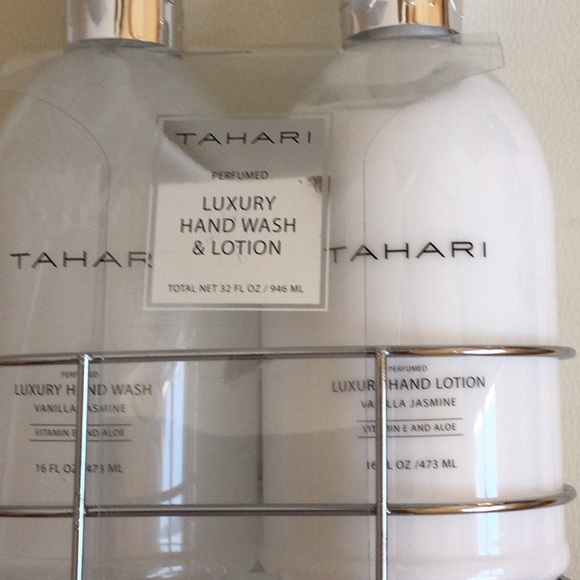 TAHARI
PERFUMED
LUXURY
HAND WASH
& LOTION
TOTAL NET 32 FL OZ / 946 ML
TAHAR
PERFUMED
LUXURY HAND WASH
VANILLA JASMINE
VITAMIN E AND ALOE
16 FL OZ/473 ML
TAHARI
PERFUMED
LUXURY HAND LOTION
VANILLA JASMINE
VITAMIN E AND ALOE
16 FL OZ /473 ML